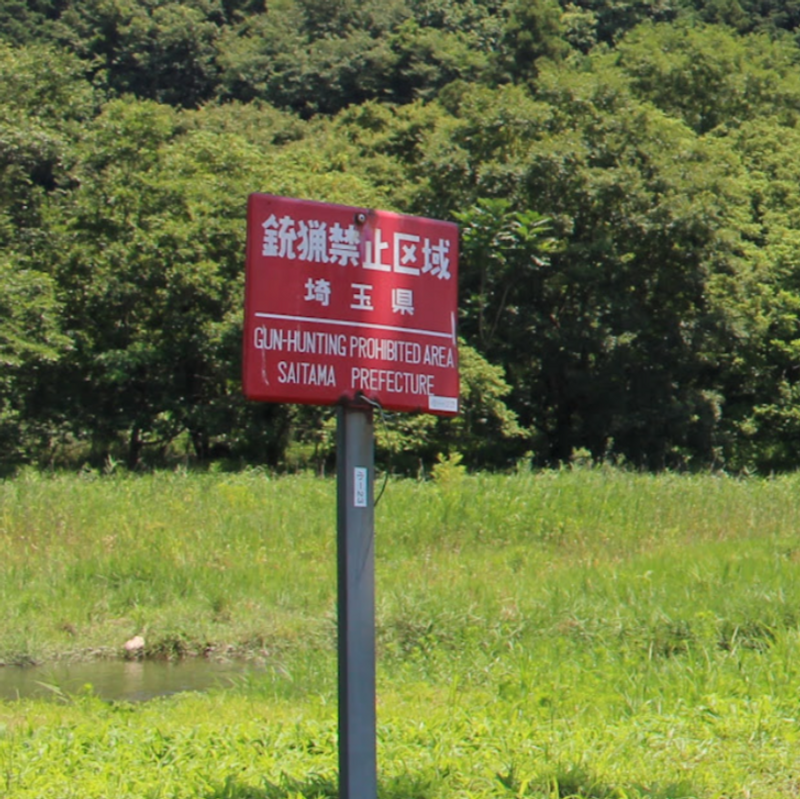 銃猟禁止区域
埼玉県
GUN-HUNTING PROHIBITED AREA
SAITAMA PREFECTURE